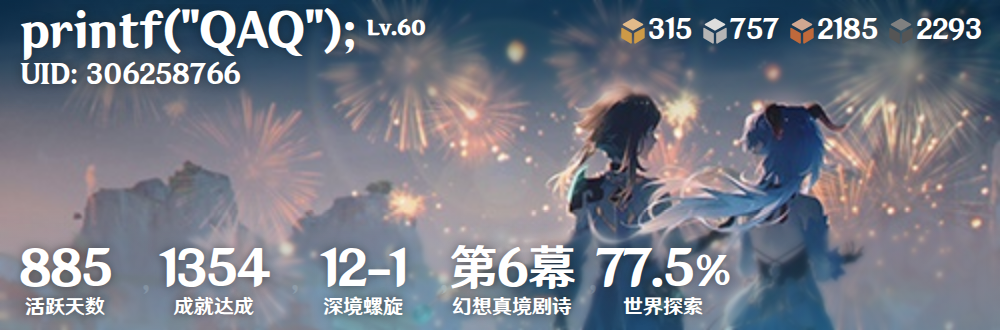 printf("QAQ"); Lv.60
315 757 2185 2293
UID: 306258766
885 1354 12-1 第6幕 77.5%
活跃天数 成就达成 深境螺旋 幻想真境剧诗 世界探索